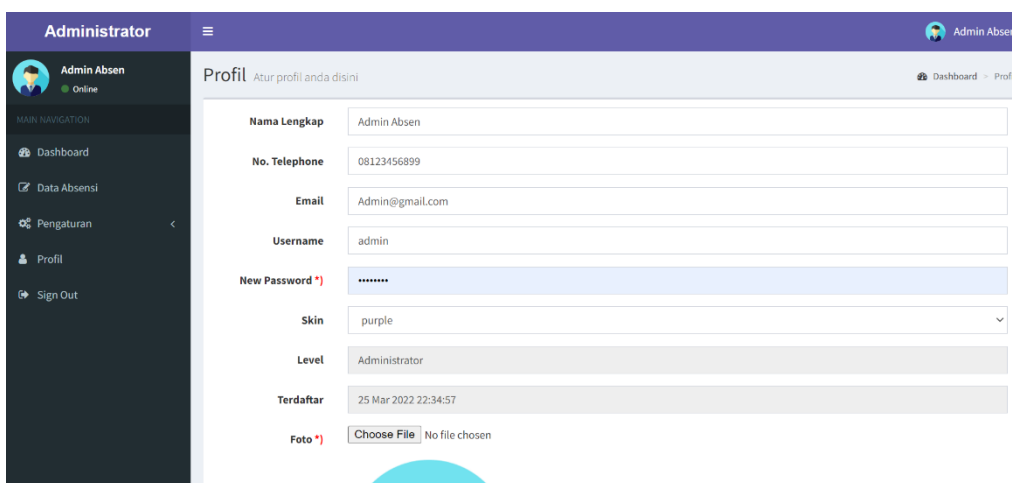 Administrator
Admin Absen
Admin Absen
Online
MAIN NAVIGATION
Dashboard
Data Absensi
Pengaturan
Profil
Sign Out
Profil Atur profil anda disini
Dashboard > Profi
Nama Lengkap Admin Absen
No. Telephone 08123456899
Email Admin@gmail.com
Username admin
New Password *) ••••••••
Skin purple
Level Administrator
Terdaftar 25 Mar 2022 22:34:57
Foto *) Choose File No file chosen